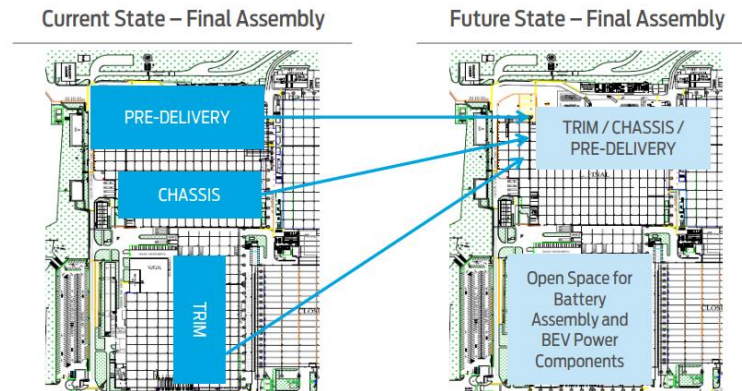 Current State – Final Assembly
Future State – Final Assembly
PRE-DELIVERY
CHASSIS
TRIM
TRIM / CHASSIS /
PRE-DELIVERY
FINAL
Open Space for
Battery
Assembly and
BEV Power
Components